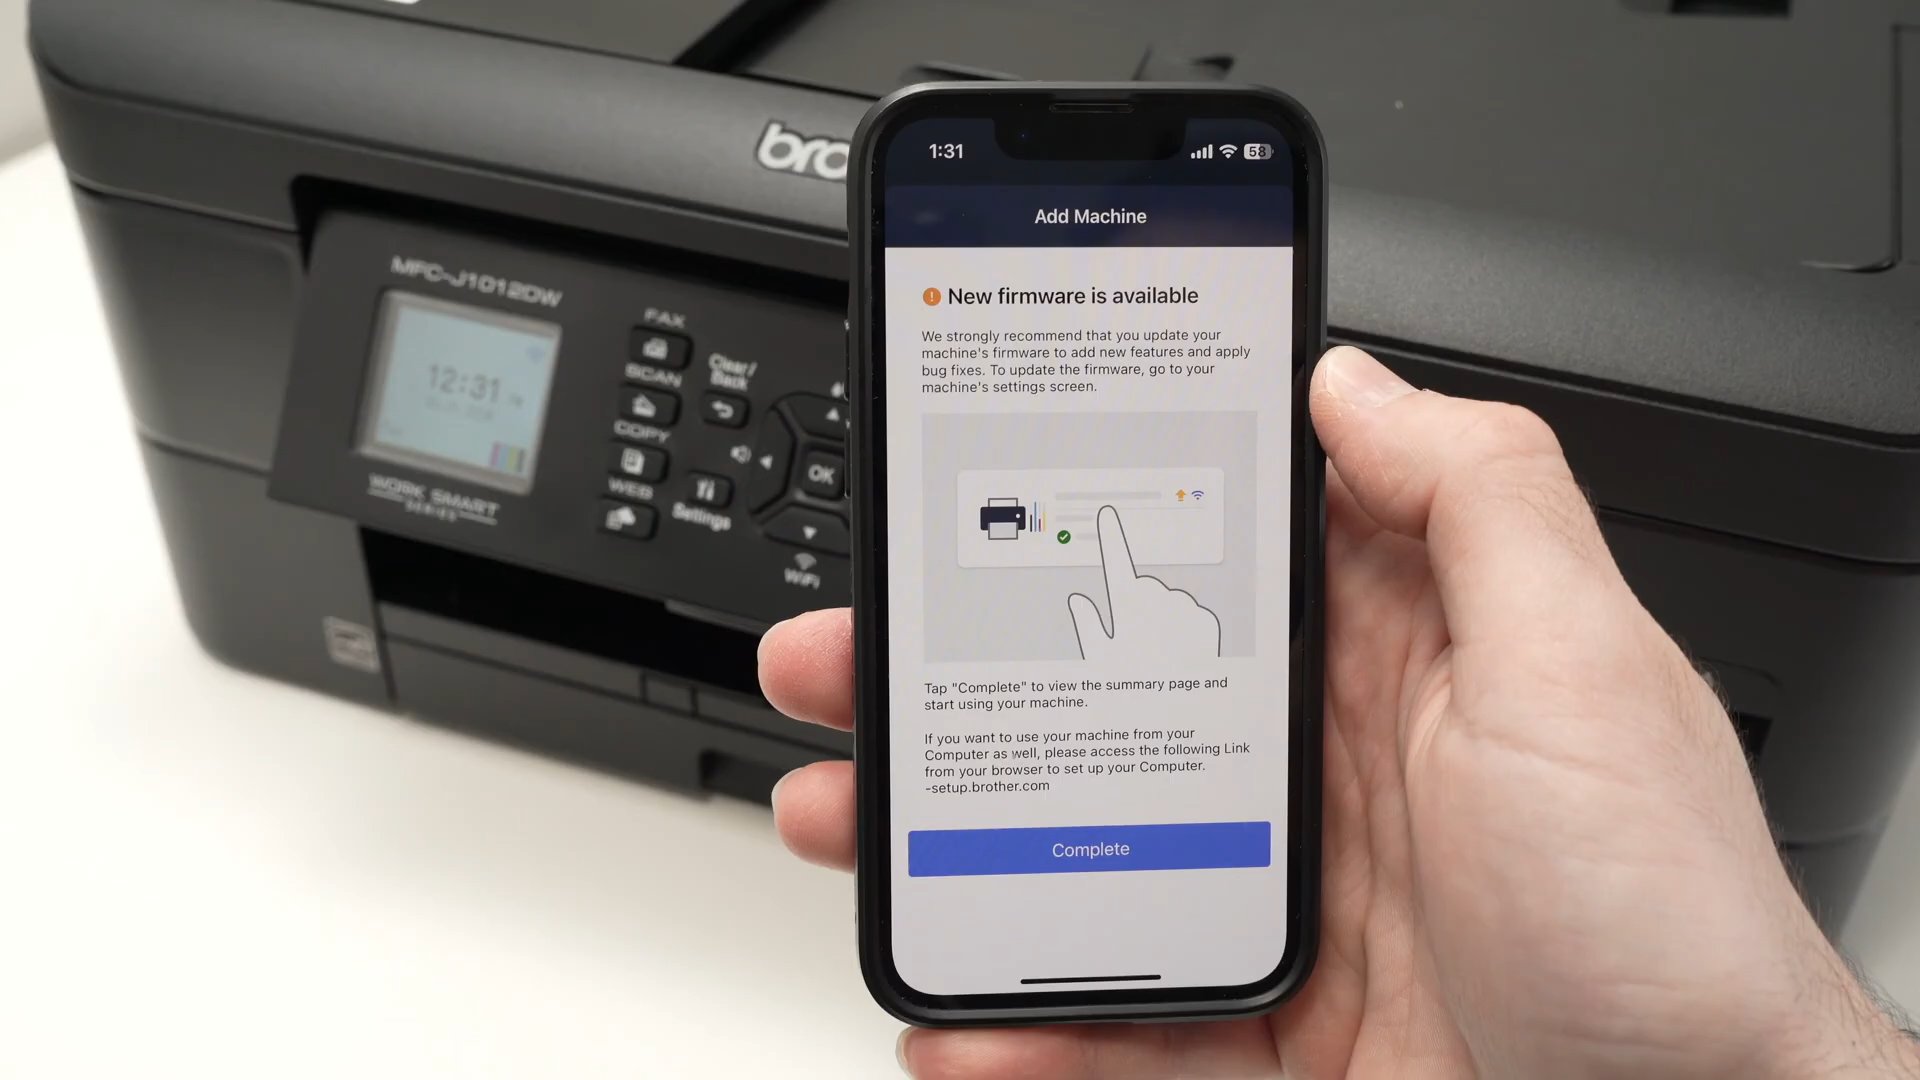 bro
MFC-J1012DW
12:31
WORK SMART
SERIES
FAX
SCAN
COPY
WEB
Clear/
Back
Settings
OK
WiFi
1:31
58
Add Machine
New firmware is available
We strongly recommend that you update your
machine's firmware to add new features and apply
bug fixes. To update the firmware, go to your
machine's settings screen.
Tap "Complete" to view the summary page and
start using your machine.
If you want to use your machine from your
Computer as well, please access the following Link
from your browser to set up your Computer.
-setup.brother.com
Complete